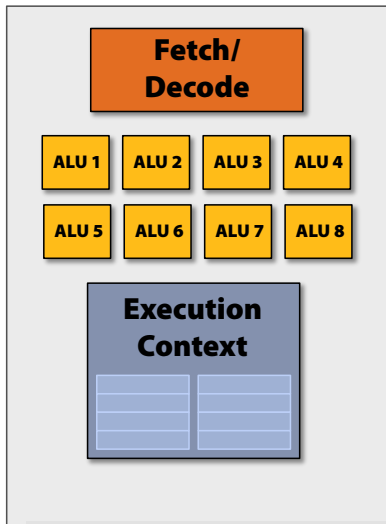 Fetch/
Decode
ALU 1 ALU 2 ALU 3 ALU 4
ALU 5 ALU 6 ALU 7 ALU 8
Execution
Context